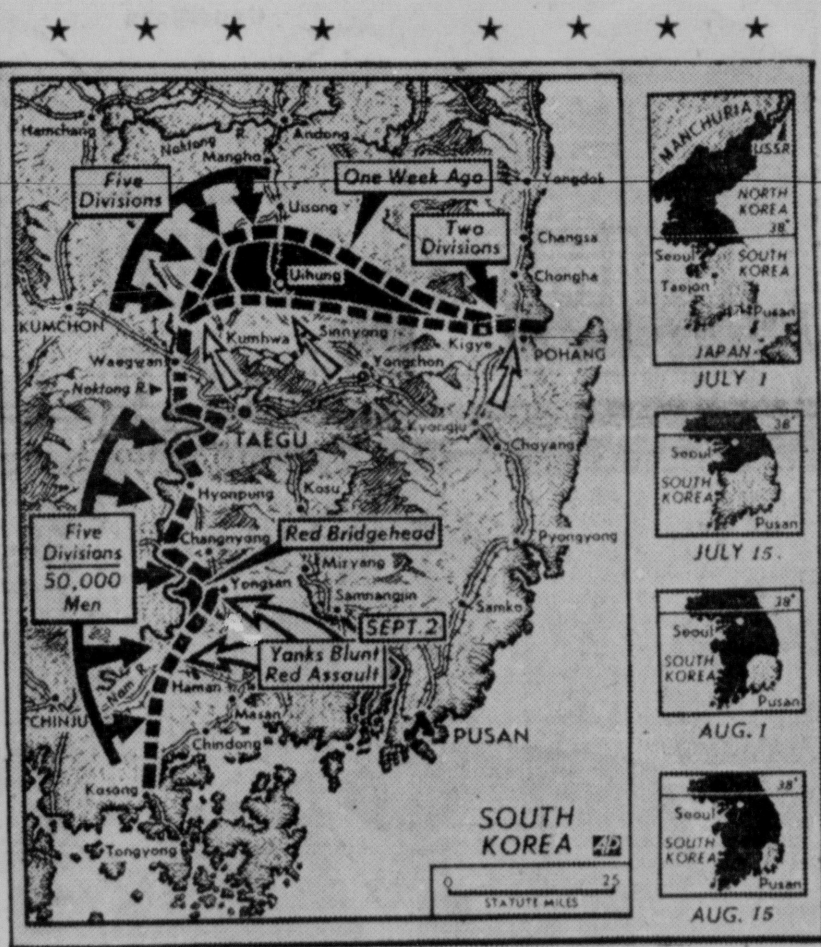 Hamchang
Naktong
R.
Andong
Mangho
Five
Divisions
One Week Ago
Yongdok
Uisong
Two
Divisions
Changsa
Uihung
Chongha
KUMCHON
Kumhwa
Sinnyong
Kigye
POHANG
Waegwan
Yongchon
Naktong R.
TAEGU
Kyongju
Choyang
Hyonpung
Kosu
Five
Divisions
50,000
Men
Changnyong
Red Bridgehead
Pyongyong
Miryang
Yongsan
Samnangjin
Samko
SEPT. 2
Yanks Blunt
Red Assault
Nam R.
Haman
CHINJU
Masan
Chindong
PUSAN
Kosong
Tongyong
SOUTH
KOREA AP
0 25
STATUTE MILES
MANCHURIA
USSR
NORTH
KOREA
38°
Seoul
SOUTH
KOREA
Taejon
Pusan
JAPAN
JULY 1
38°
Seoul
SOUTH
KOREA
Pusan
JULY 15.
38°
Seoul
SOUTH
KOREA
Pusan
AUG. 1
38°
Seoul
SOUTH
KOREA
Pusan
AUG. 15